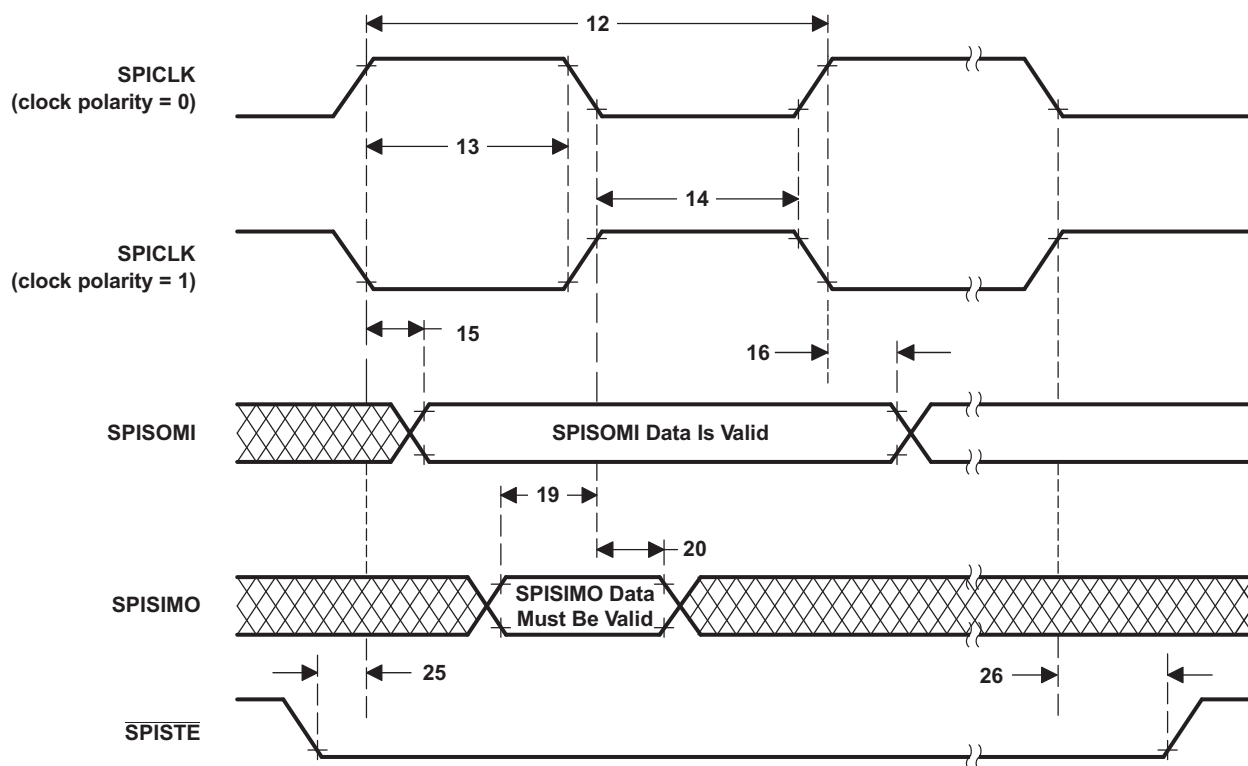 12
SPICLK
(clock polarity = 0)
13
14
SPICLK
(clock polarity = 1)
15
16
SPISOMI
SPISOMI Data Is Valid
19
20
SPISIMO
SPISIMO Data
Must Be Valid
25
26
SPISTE